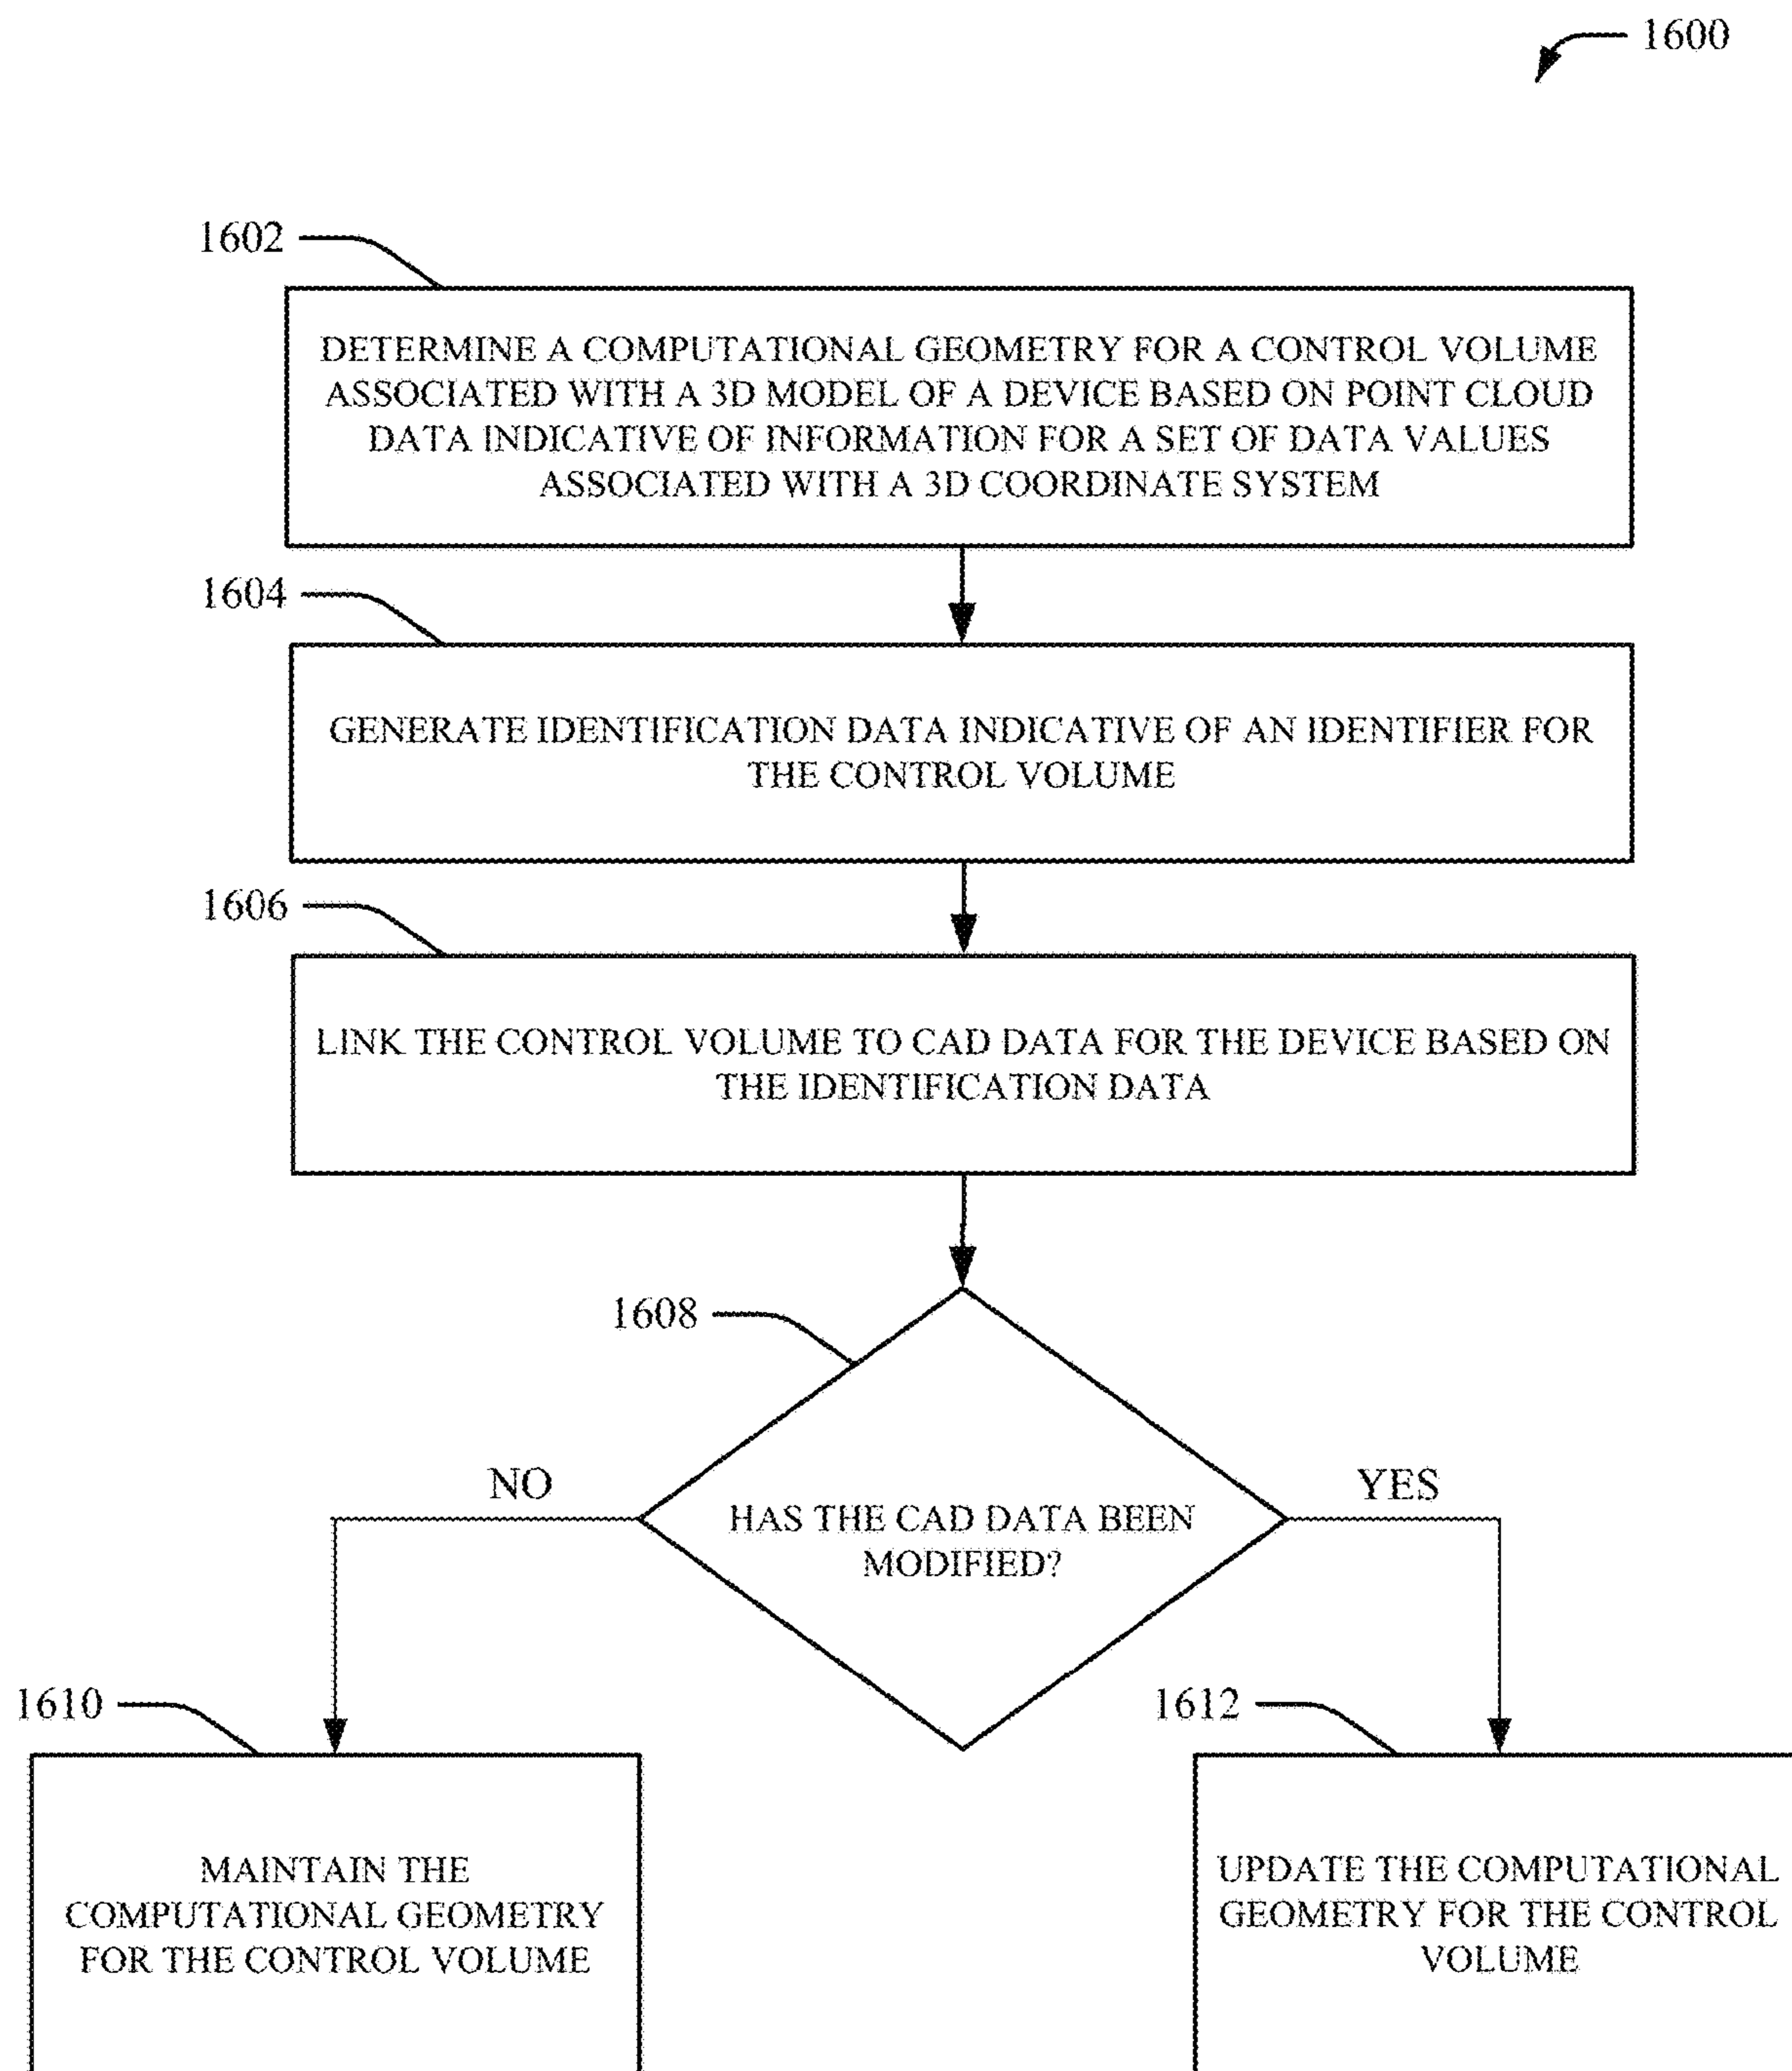 1600
1602
DETERMINE A COMPUTATIONAL GEOMETRY FOR A CONTROL VOLUME
ASSOCIATED WITH A 3D MODEL OF A DEVICE BASED ON POINT CLOUD
DATA INDICATIVE OF INFORMATION FOR A SET OF DATA VALUES
ASSOCIATED WITH A 3D COORDINATE SYSTEM
1604
GENERATE IDENTIFICATION DATA INDICATIVE OF AN IDENTIFIER FOR
THE CONTROL VOLUME
1606
LINK THE CONTROL VOLUME TO CAD DATA FOR THE DEVICE BASED ON
THE IDENTIFICATION DATA
1608
HAS THE CAD DATA BEEN
MODIFIED?
NO
YES
1610
MAINTAIN THE
COMPUTATIONAL GEOMETRY
FOR THE CONTROL VOLUME
1612
UPDATE THE COMPUTATIONAL
GEOMETRY FOR THE CONTROL
VOLUME